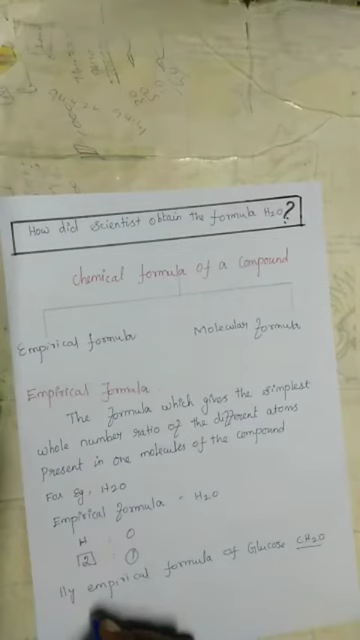 How did scientist obtain the formula H2O?
Chemical formula of a compound
Empirical formula
Molecular formula
Empirical formula
The formula which gives the simplest
whole number ratio of the different atoms
present in one molecules of the compound
For Eg, H2O
Empirical formula = H2O
H : O
2 : 1
lly empirical formula of Glucose CH2O